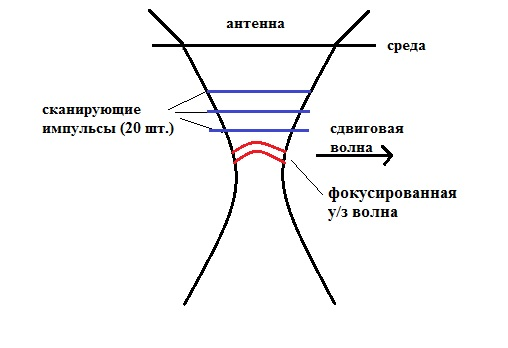 антенна
среда
сканирующие
импульсы (20 шт.)
сдвиговая
волна
фокусированная
у/з волна